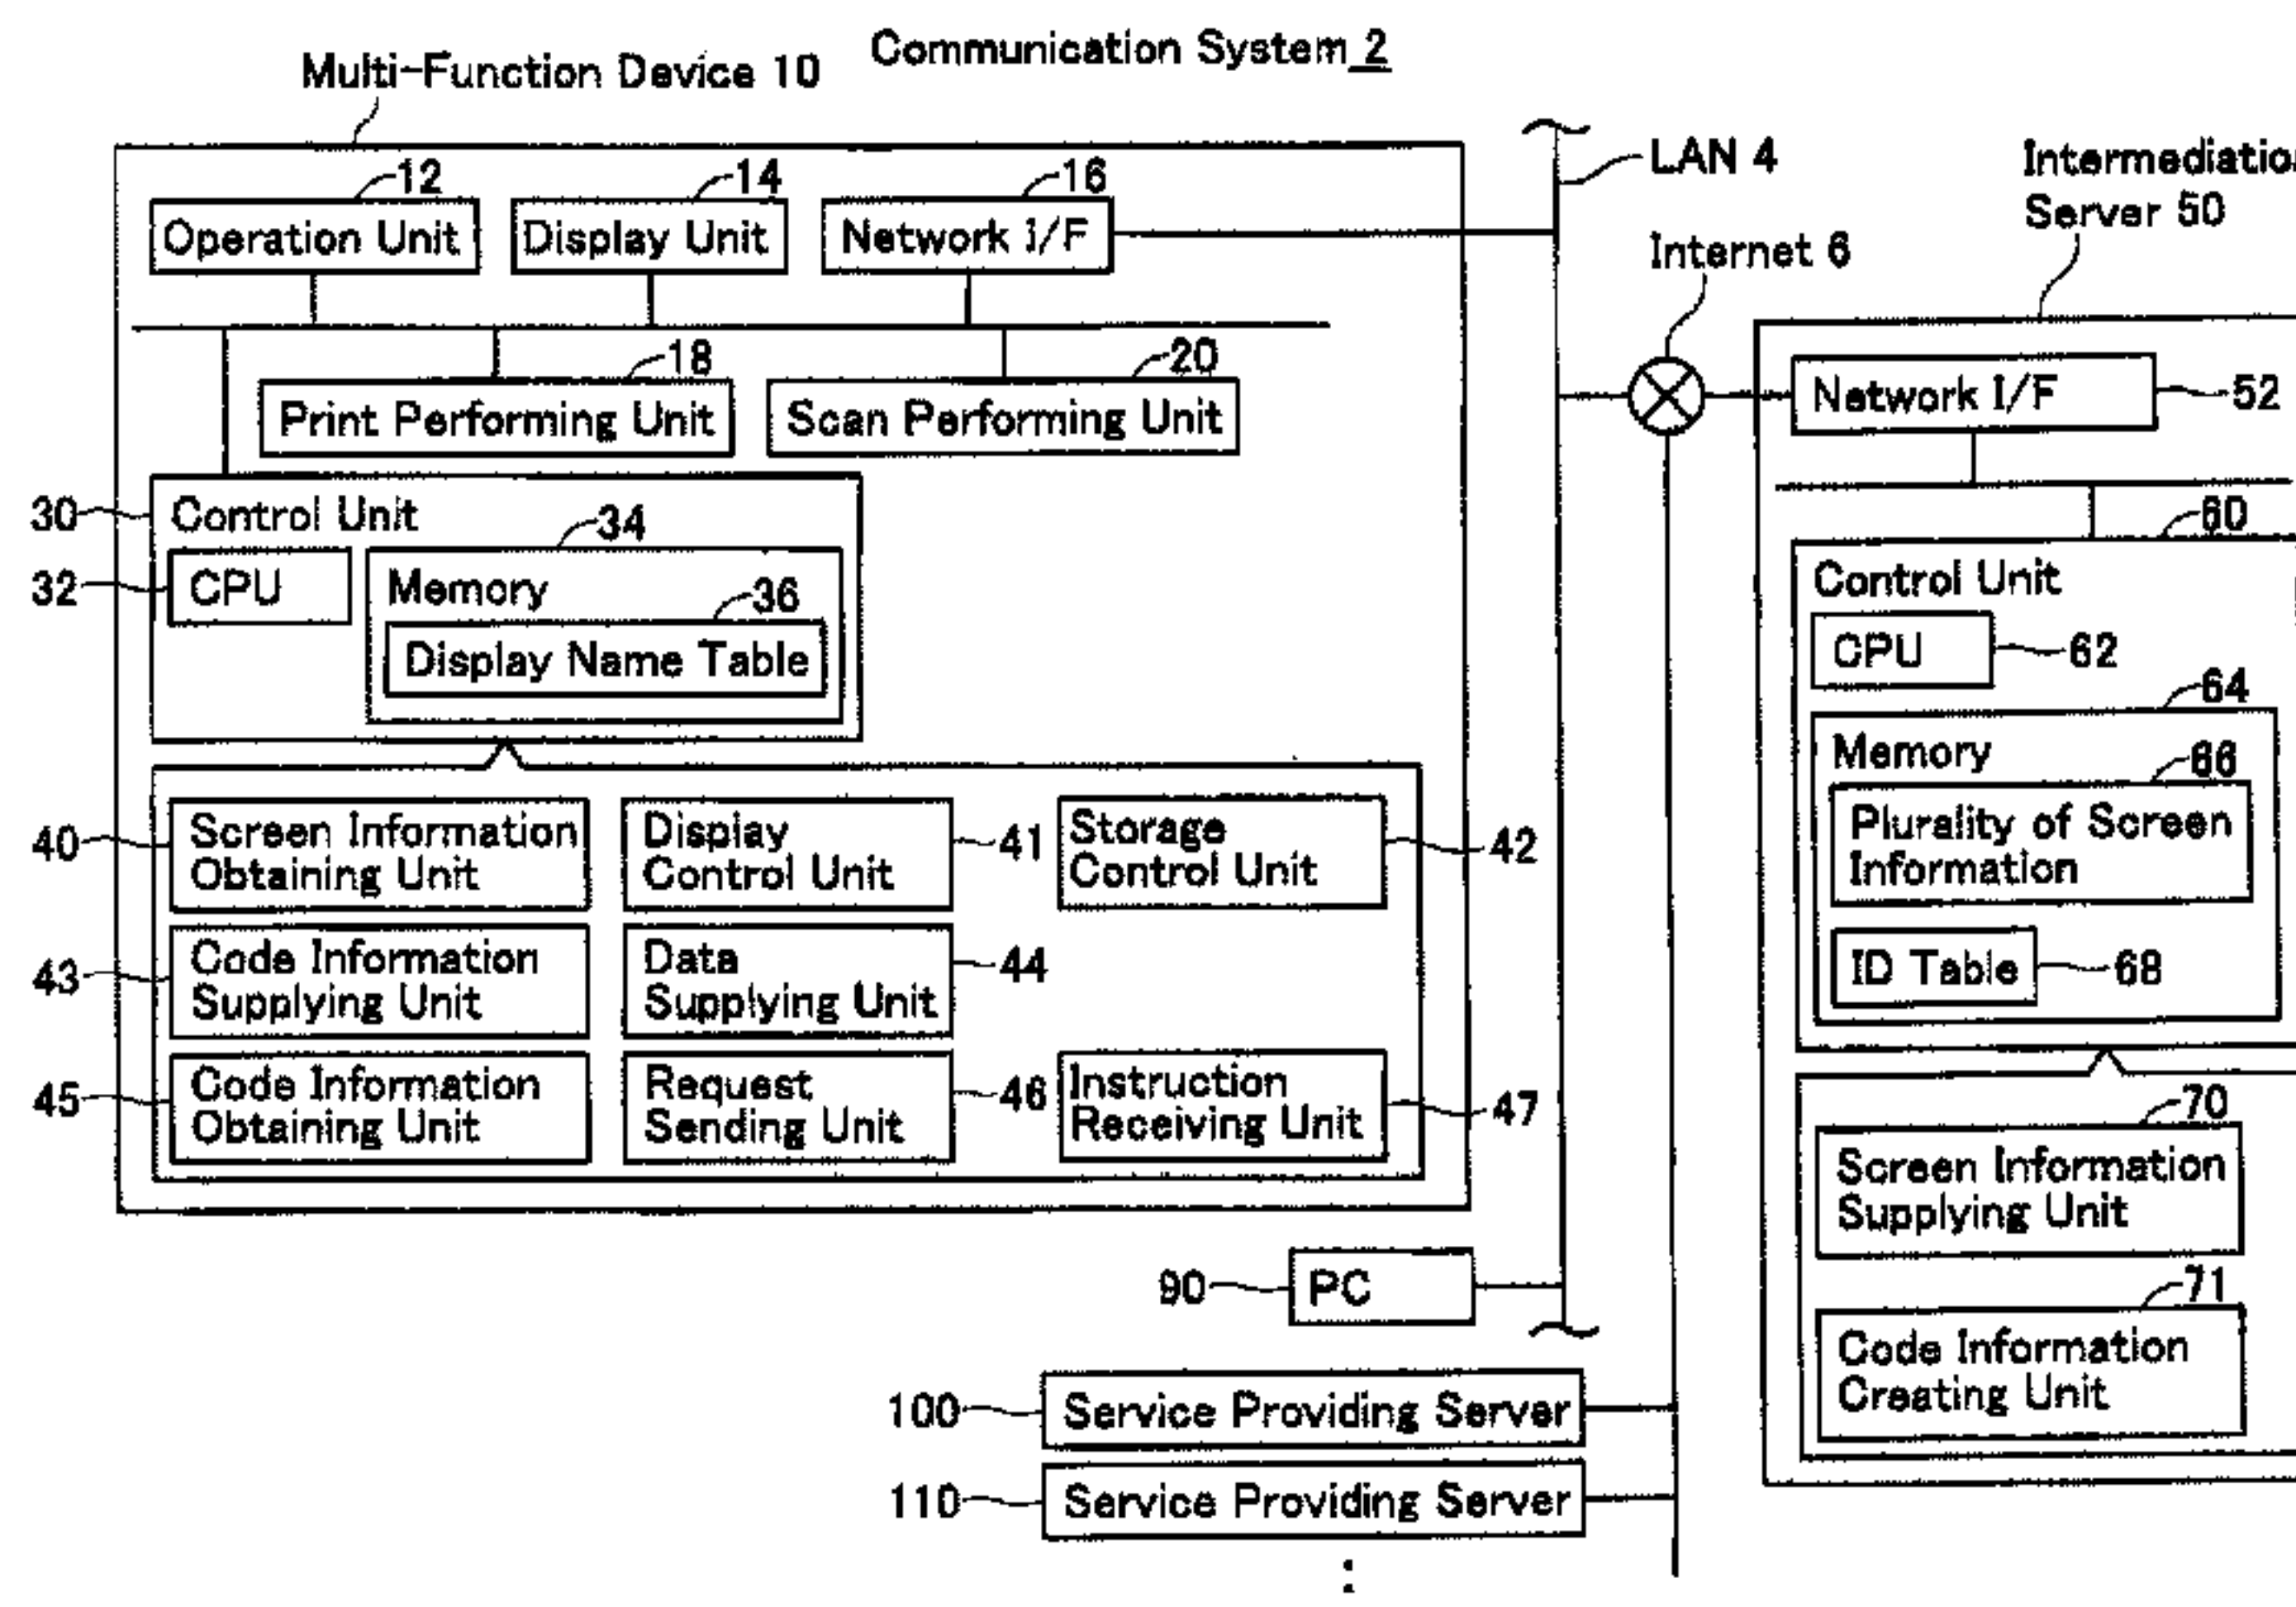 Communication System 2
Multi-Function Device 10
12
Operation Unit
14
Display Unit
16
Network I/F
18
Print Performing Unit
20
Scan Performing Unit
30
Control Unit
32
CPU
34
Memory
36
Display Name Table
40
Screen Information
Obtaining Unit
Display
Control Unit
41
Storage
Control Unit
42
43
Code Information
Supplying Unit
Data
Supplying Unit
44
45
Code Information
Obtaining Unit
Request
Sending Unit
46
Instruction
Receiving Unit
47
LAN 4
Internet 6
90
PC
100
Service Providing Server
110
Service Providing Server
Server 50
Network I/F
52
60
Control Unit
CPU
62
64
Memory
66
Plurality of Screen
Information
ID Table
68
70
Screen Information
Supplying Unit
71
Code Information
Creating Unit